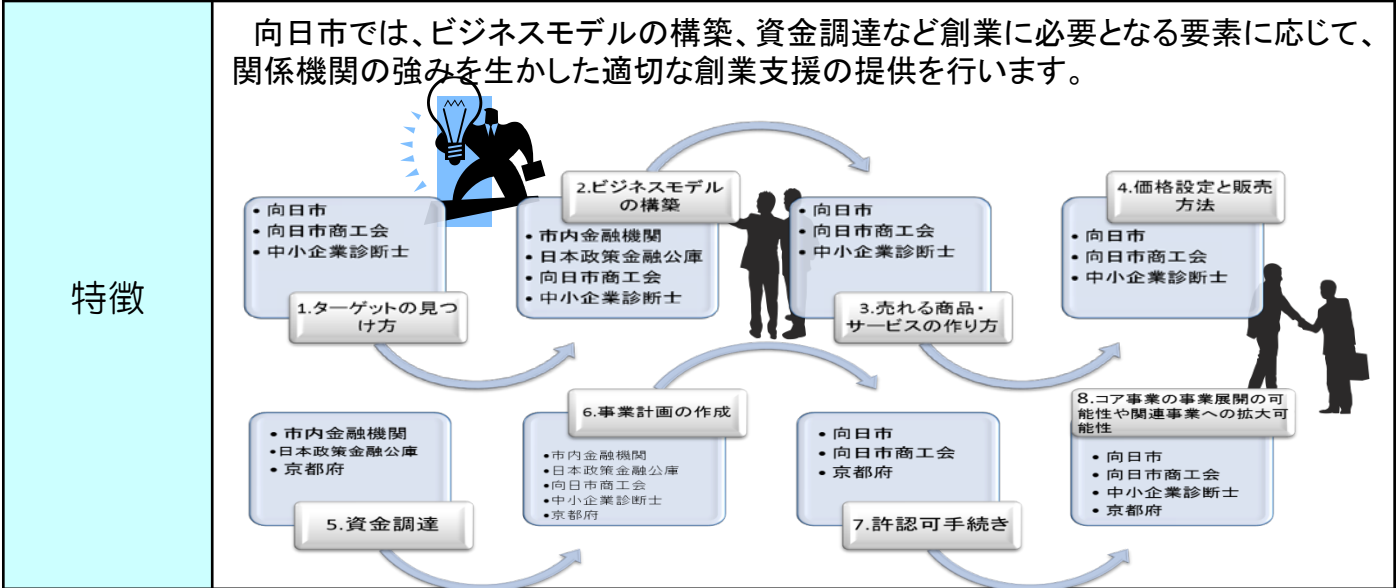 特徴
向日市では、ビジネスモデルの構築、資金調達など創業に必要となる要素に応じて、
関係機関の強みを生かした適切な創業支援の提供を行います。
• 向日市
• 向日市商工会
• 中小企業診断士
1.ターゲットの見つ
け方
2.ビジネスモデル
の構築
• 市内金融機関
• 日本政策金融公庫
• 向日市商工会
• 中小企業診断士
• 向日市
• 向日市商工会
• 中小企業診断士
3.売れる商品・
サービスの作り方
4.価格設定と販売
方法
• 向日市
• 向日市商工会
• 中小企業診断士
• 市内金融機関
•日本政策金融公庫
• 京都府
5.資金調達
6.事業計画の作成
•市内金融機関
•日本政策金融公庫
•向日市商工会
•中小企業診断士
•京都府
• 向日市
• 向日市商工会
• 京都府
7.許認可手続き
8.コア事業の事業展開の可
能性や関連事業への拡大可
能性
• 向日市
• 向日市商工会
• 中小企業診断士
• 京都府